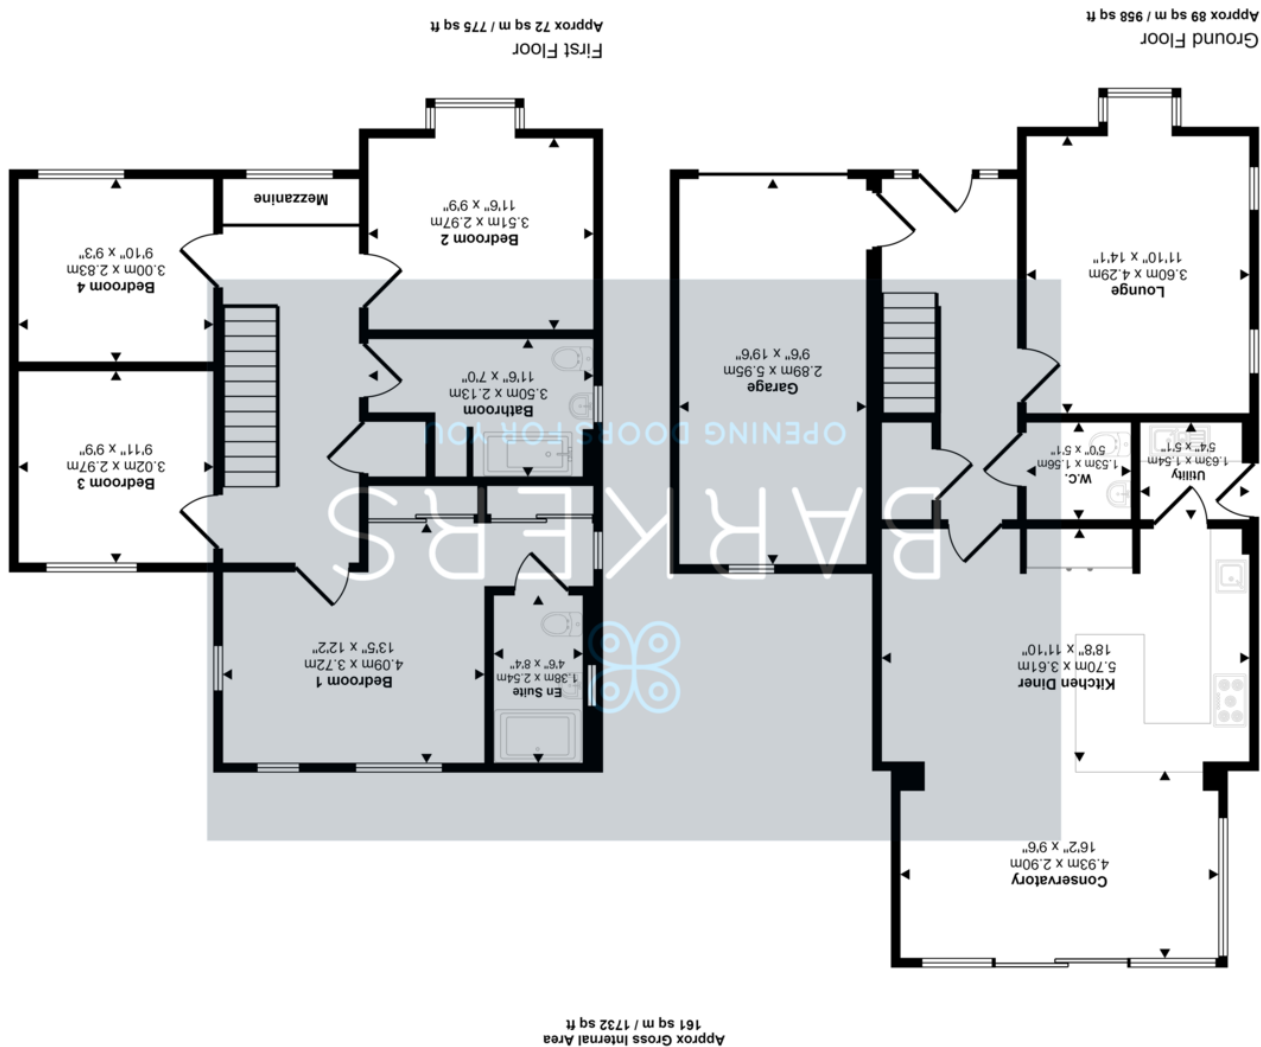 Approx Gross Internal Area
161 sq m / 1732 sq ft
Conservatory
4.93m x 2.90m
16'2" x 9'6"
Kitchen Diner
5.70m x 3.61m
18'8" x 11'10"
Utility
1.63m x 1.54m
5'4" x 5'1"
W.C.
1.53m x 1.56m
5'0" x 5'1"
Garage
2.89m x 5.95m
9'6" x 19'6"
Lounge
3.60m x 4.29m
11'10" x 14'1"
Ground Floor
Approx 89 sq m / 958 sq ft
En Suite
1.38m x 2.54m
4'6" x 8'4"
Bedroom 1
4.09m x 3.72m
13'5" x 12'2"
Bedroom 3
3.02m x 2.97m
9'11" x 9'9"
Bathroom
3.50m x 2.13m
11'6" x 7'0"
Bedroom 4
3.00m x 2.83m
9'10" x 9'3"
Bedroom 2
3.51m x 2.97m
11'6" x 9'9"
Mezzanine
First Floor
Approx 72 sq m / 775 sq ft
BARKERS
OPENING DOORS FOR YOU